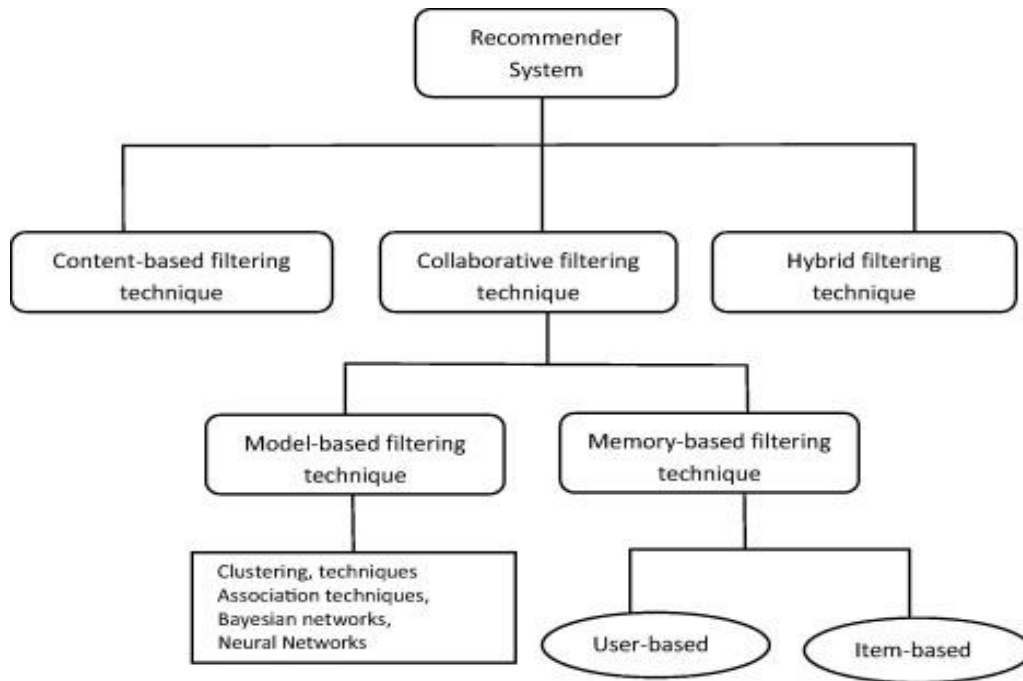 Recommender
System
Content-based filtering
technique
Collaborative filtering
technique
Hybrid filtering
technique
Model-based filtering
technique
Memory-based filtering
technique
Clustering, techniques
Association techniques,
Bayesian networks,
Neural Networks
User-based
Item-based